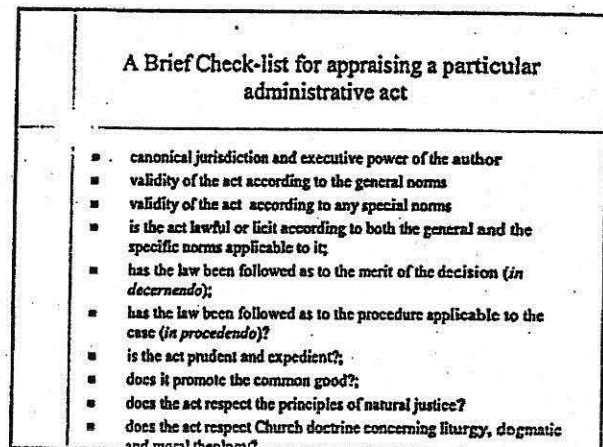 A Brief Check-list for appraising a particular
administrative act
▪ canonical jurisdiction and executive power of the author
▪ validity of the act according to the general norms
▪ validity of the act according to any special norms
▪ is the act lawful or licit according to both the general and the
specific norms applicable to it;
▪ has the law been followed as to the merit of the decision (in
decernendo);
▪ has the law been followed as to the procedure applicable to the
case (in procedendo)?
▪ is the act prudent and expedient?;
▪ does it promote the common good?;
▪ does the act respect the principles of natural justice?
▪ does the act respect Church doctrine concerning liturgy, dogmatic
and moral theology?